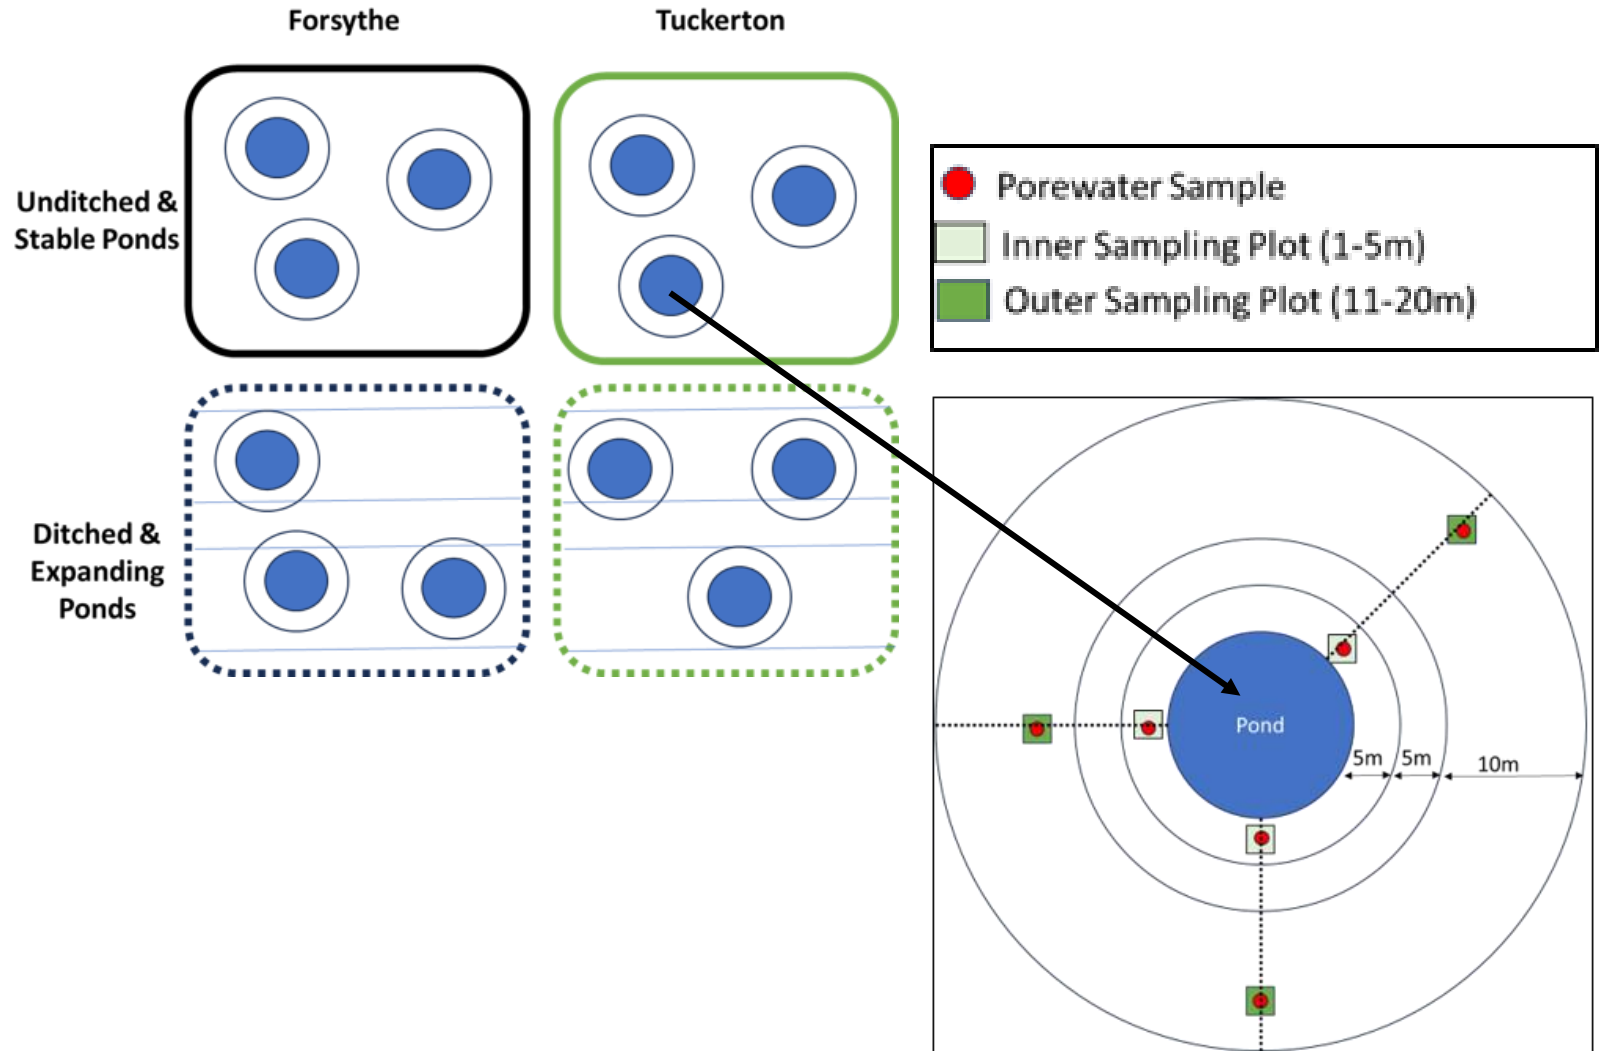 Forsythe
Tuckerton
Unditched &
Stable Ponds
Porewater Sample
Inner Sampling Plot (1-5m)
Outer Sampling Plot (11-20m)
Ditched &
Expanding
Ponds
Pond
5m
5m
10m